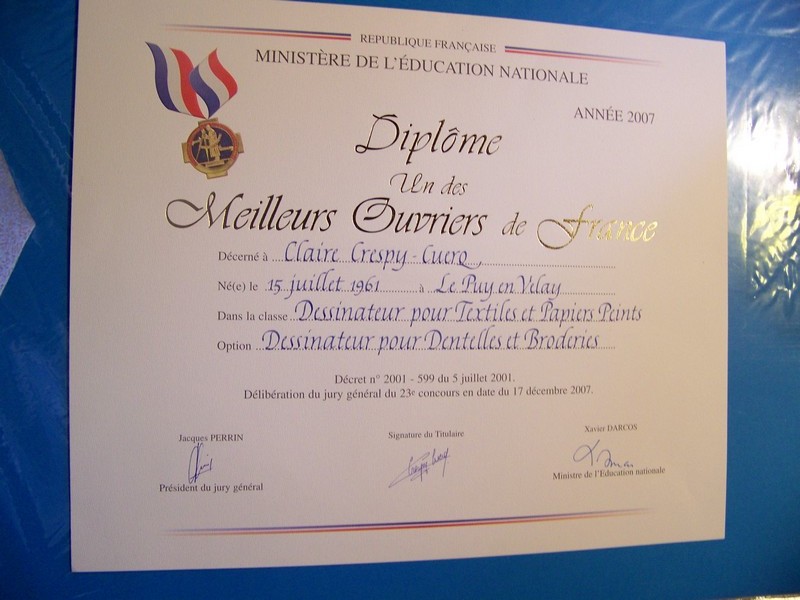 REPUBLIQUE FRANÇAISE
MINISTÈRE DE L'ÉDUCATION NATIONALE
ANNÉE 2007
Diplôme
Un des
Meilleurs Ouvriers de France
Décerné à Claire Crespy-Cuerq,
Né(e) le 15 juillet 1961 à Le Puy en Velay
Dans la classe Dessinateur pour Textiles et Papiers Peints
Option Dessinateur pour Dentelles et Broderies
Décret n° 2001 - 599 du 5 juillet 2001.
Délibération du jury général du 23e concours en date du 17 décembre 2007.
Jacques PERRIN
Président du jury général
Signature du Titulaire
Xavier DARCOS
Ministre de l'Education nationale